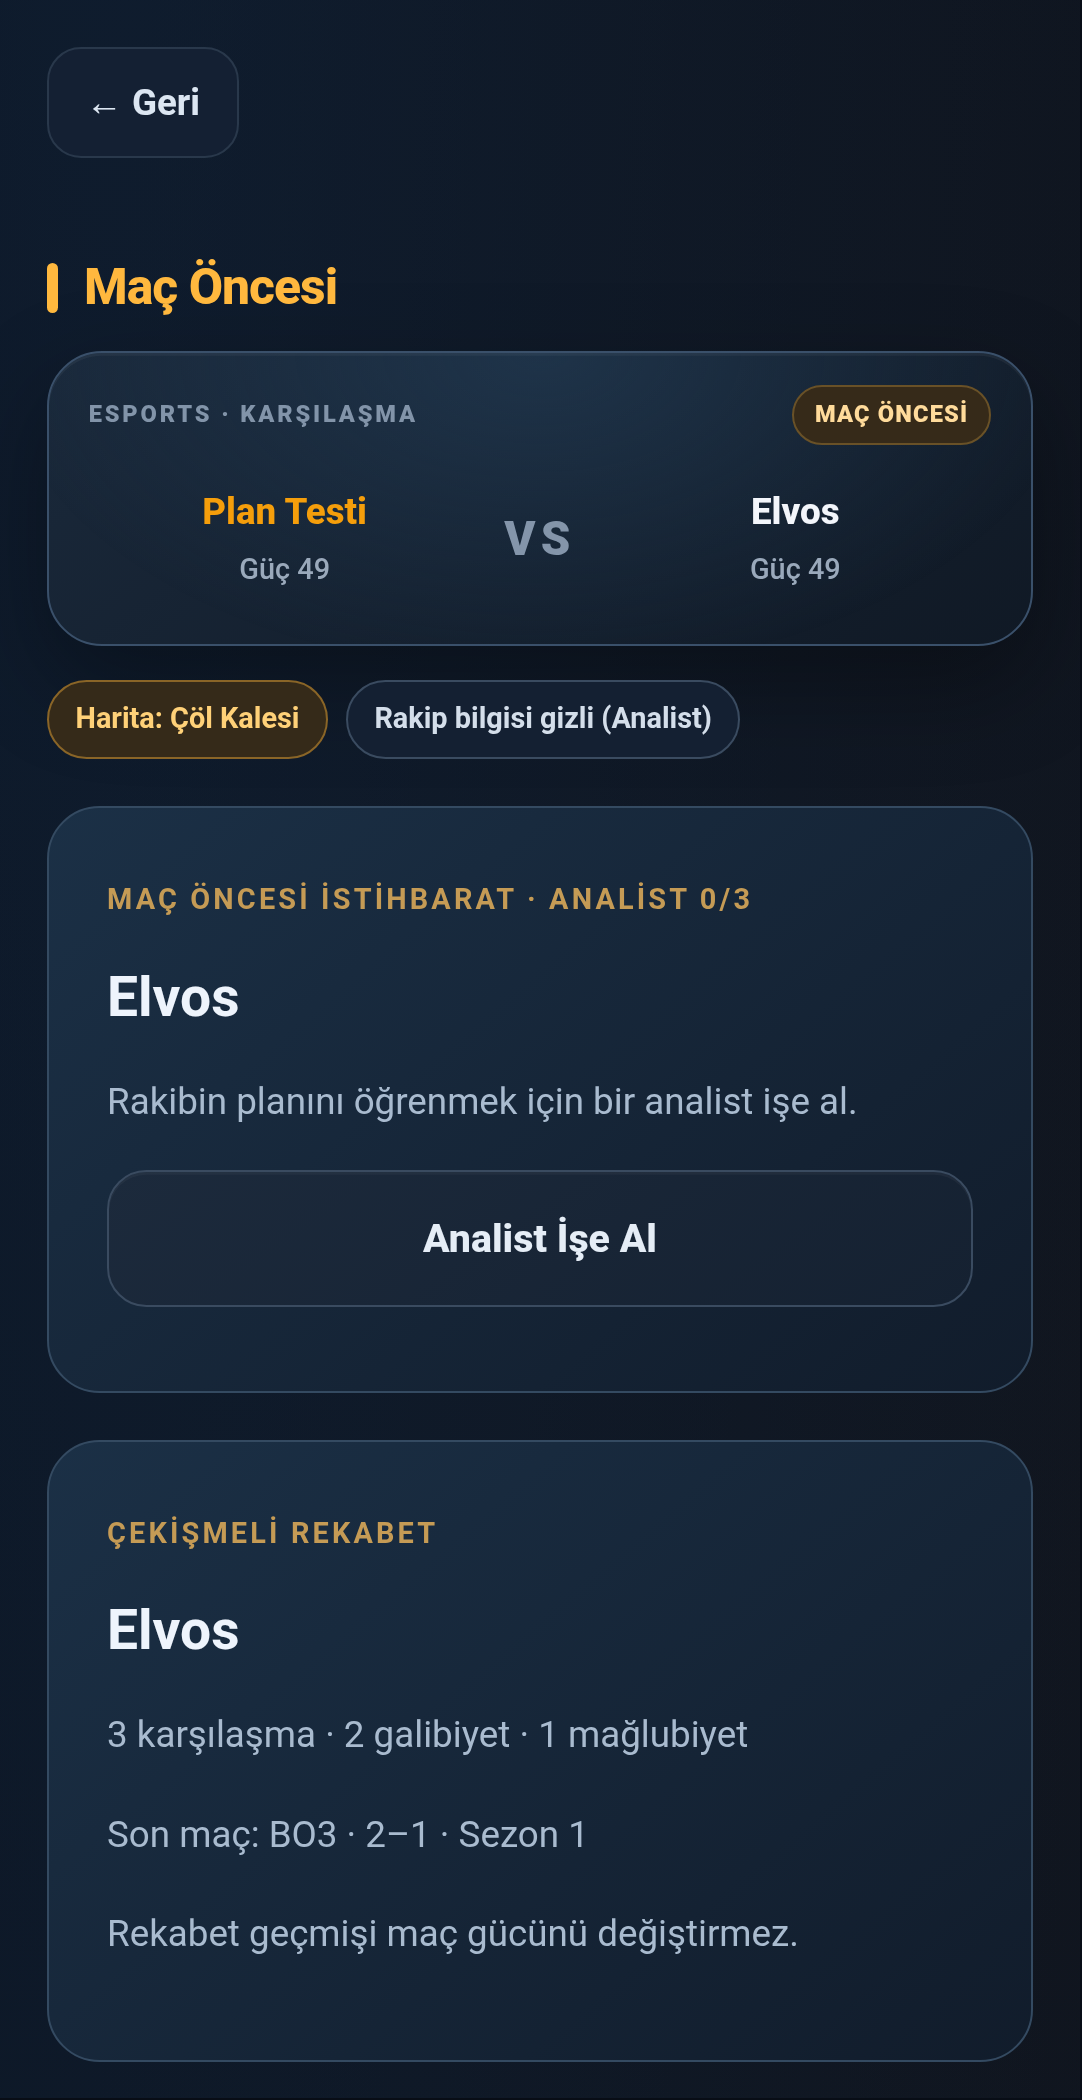 ← Geri
Maç Öncesi
ESPORTS · KARŞILAŞMA
MAÇ ÖNCESİ
Plan Testi
Güç 49
VS
Elvos
Güç 49
Harita: Çöl Kalesi
Rakip bilgisi gizli (Analist)
MAÇ ÖNCESİ İSTİHBARAT · ANALİST 0/3
Elvos
Rakibin planını öğrenmek için bir analist işe al.
Analist İşe Al
ÇEKİŞMELİ REKABET
Elvos
3 karşılaşma · 2 galibiyet · 1 mağlubiyet
Son maç: BO3 · 2–1 · Sezon 1
Rekabet geçmişi maç gücünü değiştirmez.